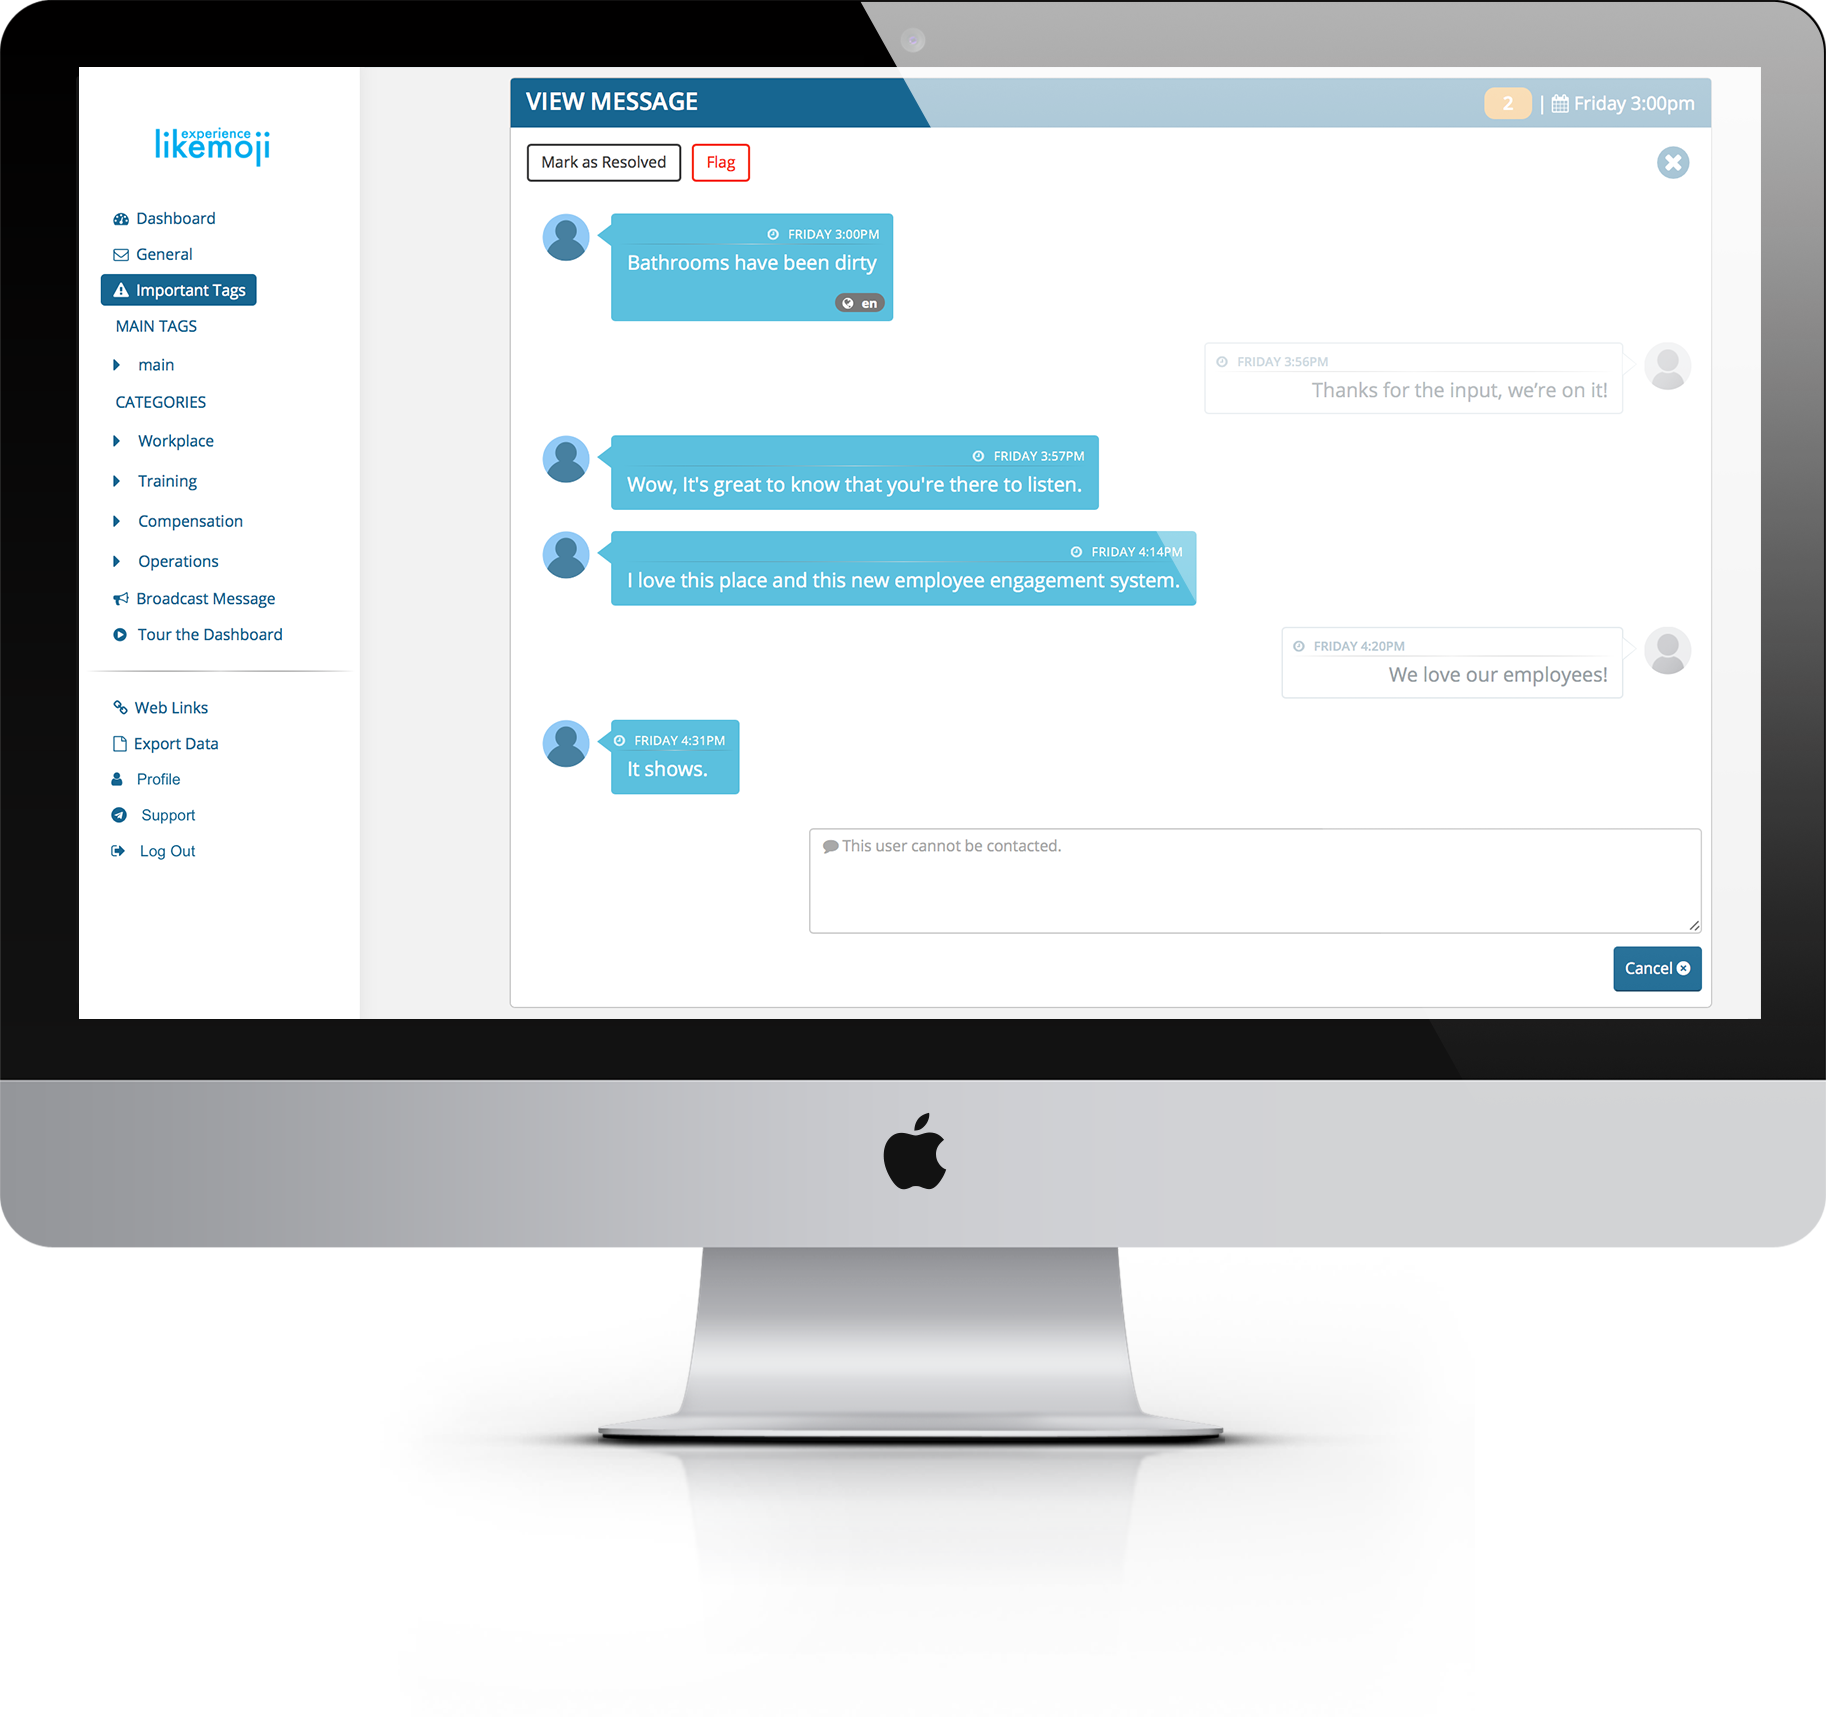 experience
likemoji
Dashboard
General
Important Tags
MAIN TAGS
main
CATEGORIES
Workplace
Training
Compensation
Operations
Broadcast Message
Tour the Dashboard
Web Links
Export Data
Profile
Support
Log Out
VIEW MESSAGE
2 | Friday 3:00pm
Mark as Resolved Flag
FRIDAY 3:00PM
Bathrooms have been dirty
en
FRIDAY 3:56PM
Thanks for the input, we’re on it!
FRIDAY 3:57PM
Wow, It's great to know that you're there to listen.
FRIDAY 4:14PM
I love this place and this new employee engagement system.
FRIDAY 4:20PM
We love our employees!
FRIDAY 4:31PM
It shows.
This user cannot be contacted.
Cancel